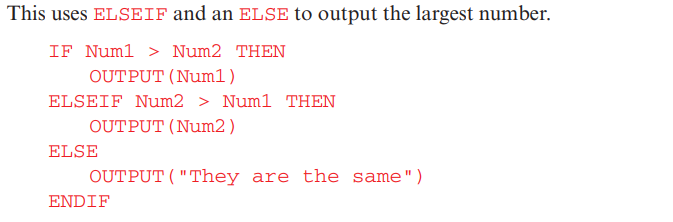 This uses ELSEIF and an ELSE to output the largest number.
IF Num1 > Num2 THEN
OUTPUT(Num1)
ELSEIF Num2 > Num1 THEN
OUTPUT(Num2)
ELSE
OUTPUT("They are the same")
ENDIF